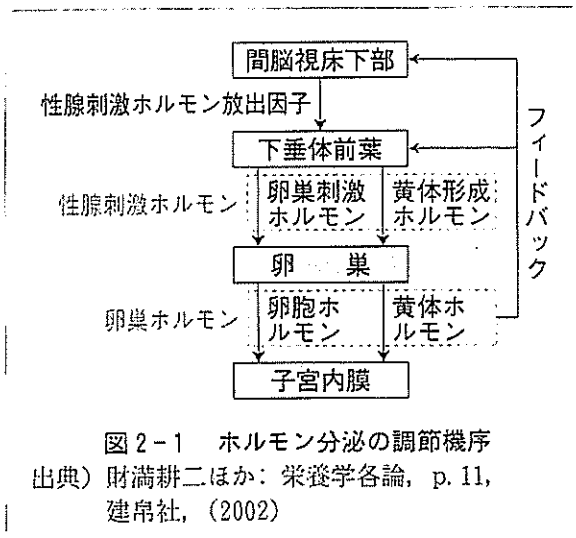 間脳視床下部
性腺刺激ホルモン放出因子
下垂体前葉
性腺刺激ホルモン
卵巣刺激
ホルモン
黄体形成
ホルモン
卵 巣
卵巣ホルモン
卵胞ホ
ルモン
黄体ホ
ルモン
子宮内膜
フィードバック
図2-1 ホルモン分泌の調節機序
出典) 財満耕二ほか: 栄養学各論, p. 11,
建帛社, (2002)